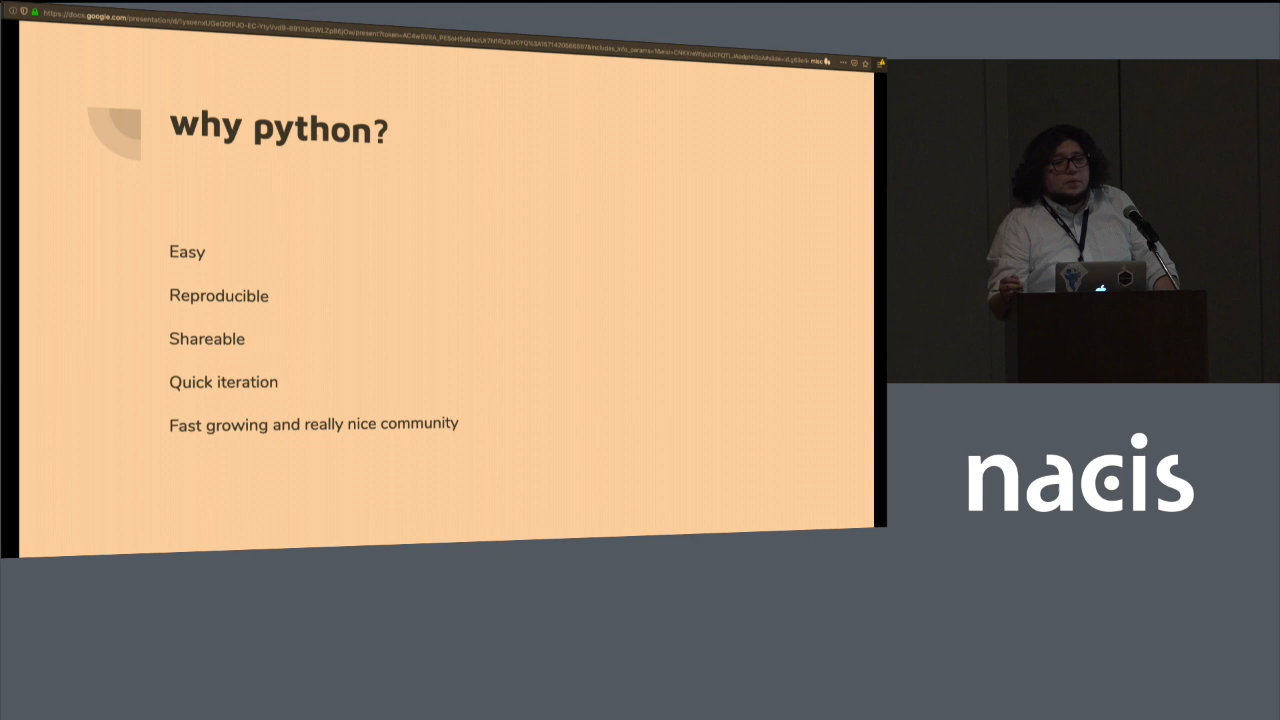 why python?
Easy
Reproducible
Shareable
Quick iteration
Fast growing and really nice community
nacis